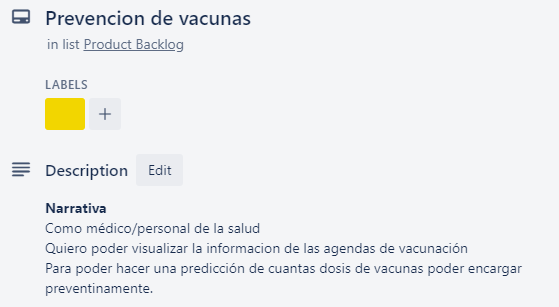 Prevencion de vacunas
in list Product Backlog
LABELS
+
Description Edit
Narrativa
Como médico/personal de la salud
Quiero poder visualizar la informacion de las agendas de vacunación
Para poder hacer una predicción de cuantas dosis de vacunas poder encargar
preventinamente.